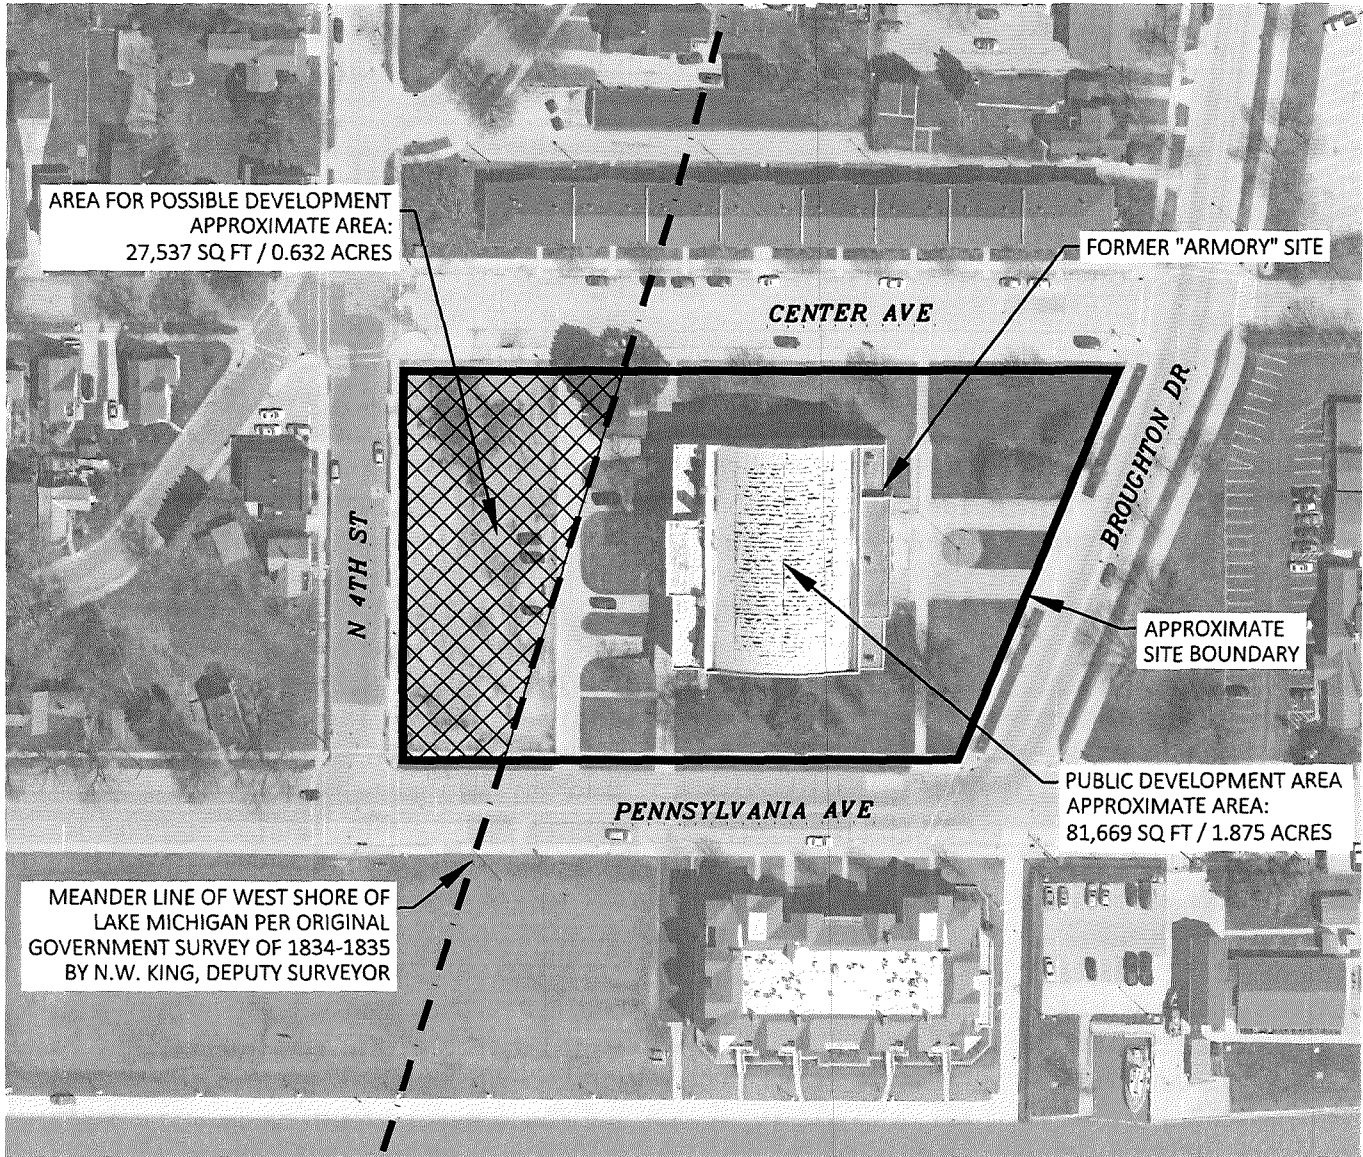 AREA FOR POSSIBLE DEVELOPMENT
APPROXIMATE AREA:
27,537 SQ FT / 0.632 ACRES
FORMER "ARMORY" SITE
CENTER AVE
BROUGHTON DR
N 4TH ST
APPROXIMATE
SITE BOUNDARY
PUBLIC DEVELOPMENT AREA
APPROXIMATE AREA:
81,669 SQ FT / 1.875 ACRES
PENNSYLVANIA AVE
MEANDER LINE OF WEST SHORE OF
LAKE MICHIGAN PER ORIGINAL
GOVERNMENT SURVEY OF 1834-1835
BY N.W. KING, DEPUTY SURVEYOR